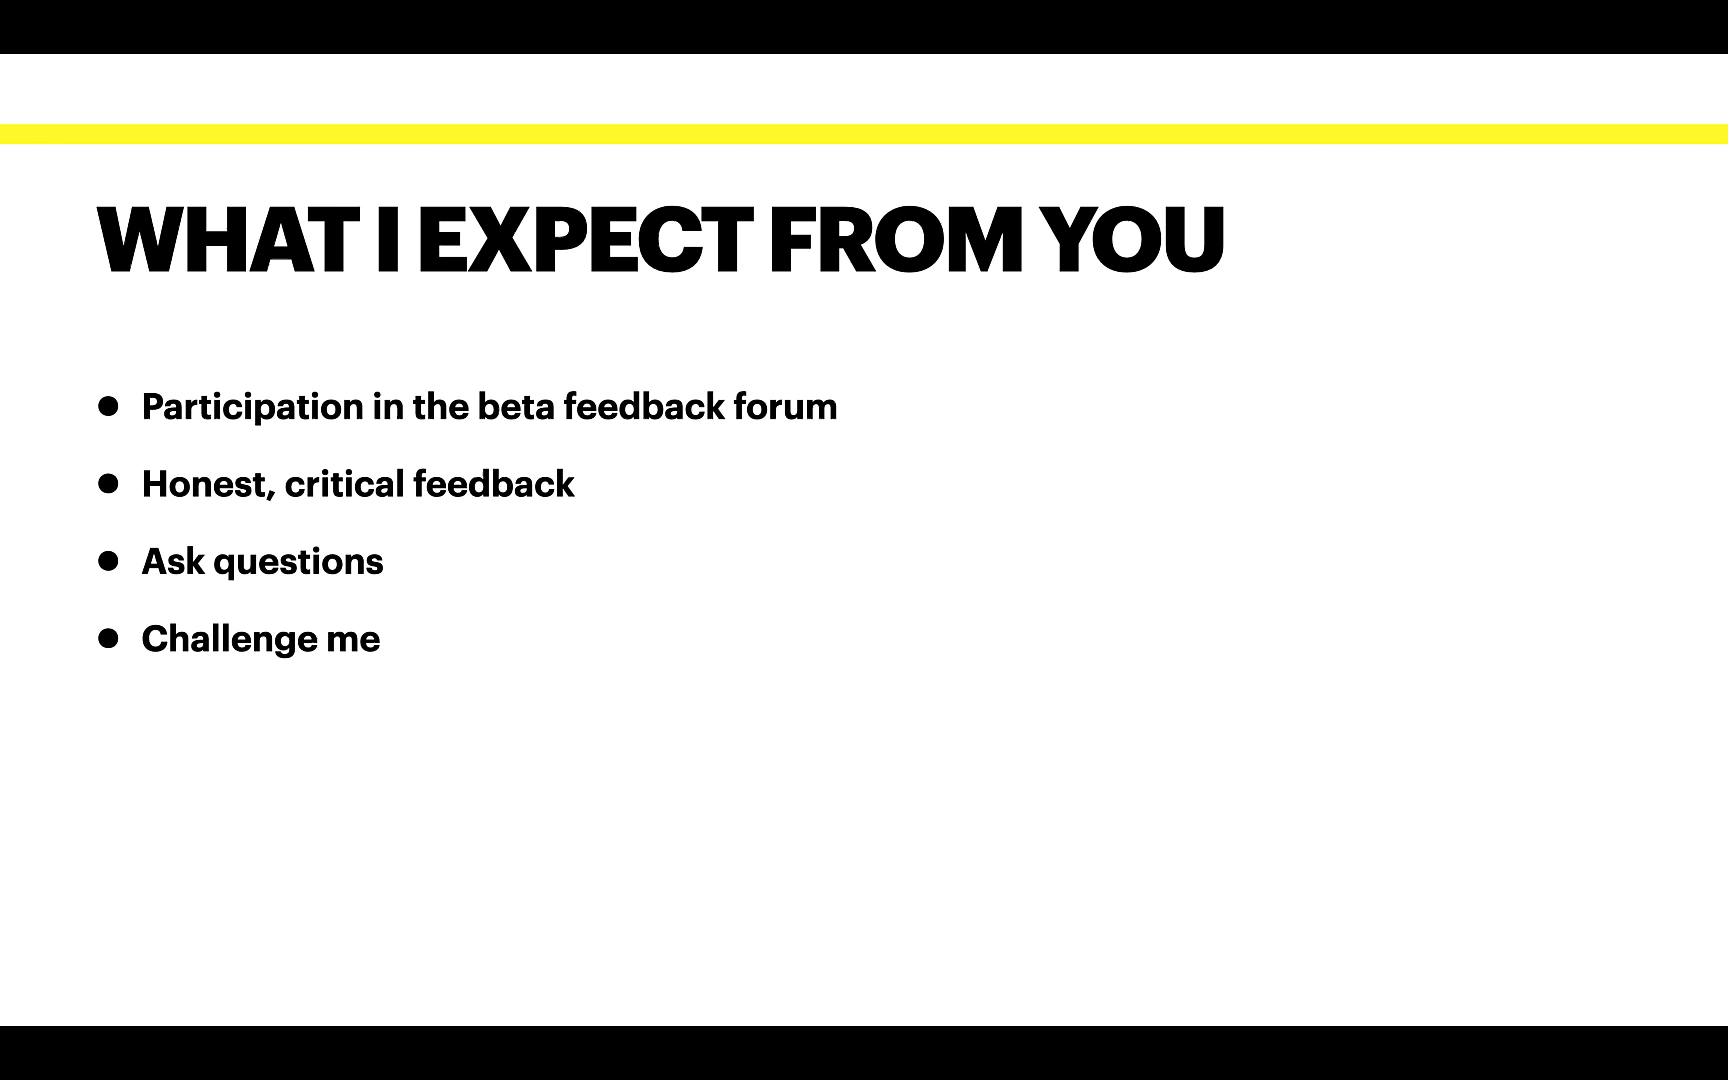 WHAT I EXPECT FROM YOU
• Participation in the beta feedback forum
• Honest, critical feedback
• Ask questions
• Challenge me